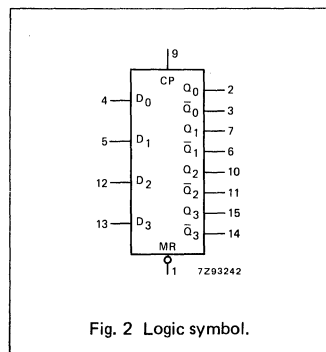 9
CP
4 D0 Q0 2
Q̅0 3
5 D1 Q1 7
Q̅1 6
12 D2 Q2 10
Q̅2 11
13 D3 Q3 15
Q̅3 14
MR
1 7Z93242
Fig. 2 Logic symbol.